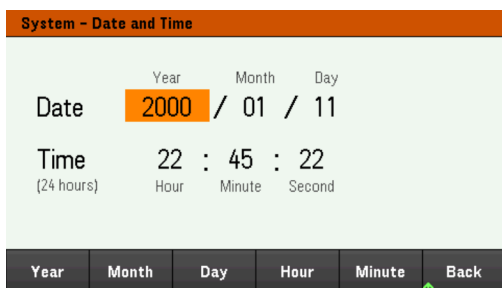 System - Date and Time
Year Month Day
Date 2000 / 01 / 11
Time 22 : 45 : 22
(24 hours) Hour Minute Second
Year Month Day Hour Minute Back